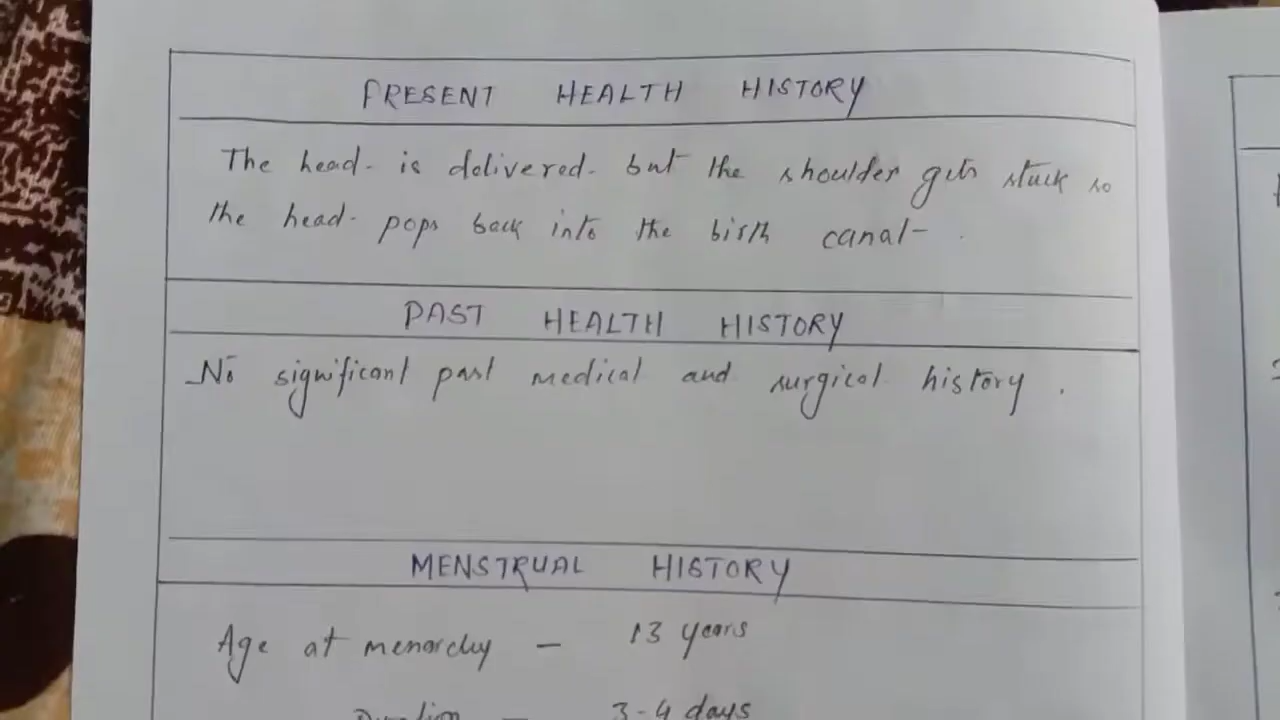 PRESENT HEALTH HISTORY
The head is delivered but the shoulder gets stuck so
the head pops back into the birth canal.
PAST HEALTH HISTORY
No significant past medical and surgical history.
MENSTRUAL HISTORY
Age at menarchy – 13 years
Duration – 3-4 days